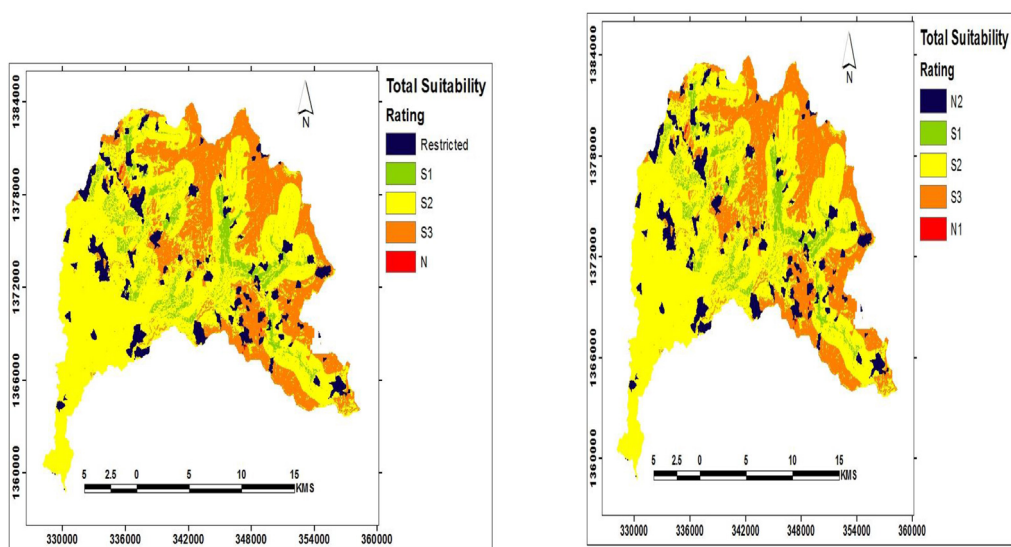 Total Suitability
Rating
Restricted
S1
S2
S3
N
N
1384000
1378000
1372000
1366000
1360000
5 2.5 0 5 10 15
KMS
330000 336000 342000 348000 354000 360000
Total Suitability
Rating
N2
S1
S2
S3
N1
N
1384000
1378000
1372000
1366000
1360000
5 2.5 0 5 10 15
KMS
330000 336000 342000 348000 354000 360000